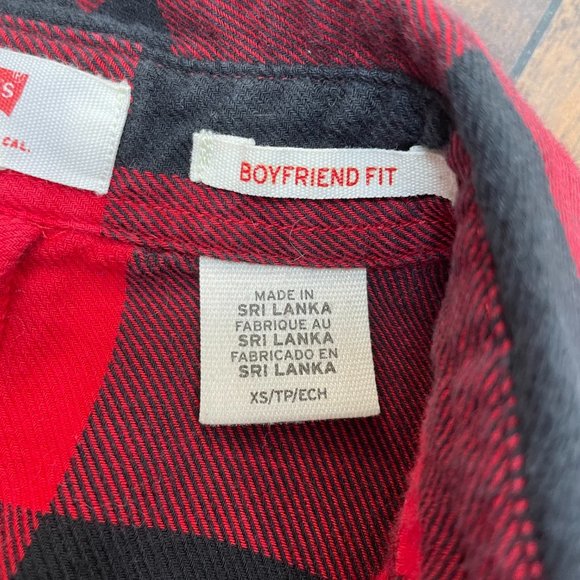 S
CAL.
BOYFRIEND FIT
MADE IN
SRI LANKA
FABRIQUE AU
SRI LANKA
FABRICADO EN
SRI LANKA
XS/TP/ECH